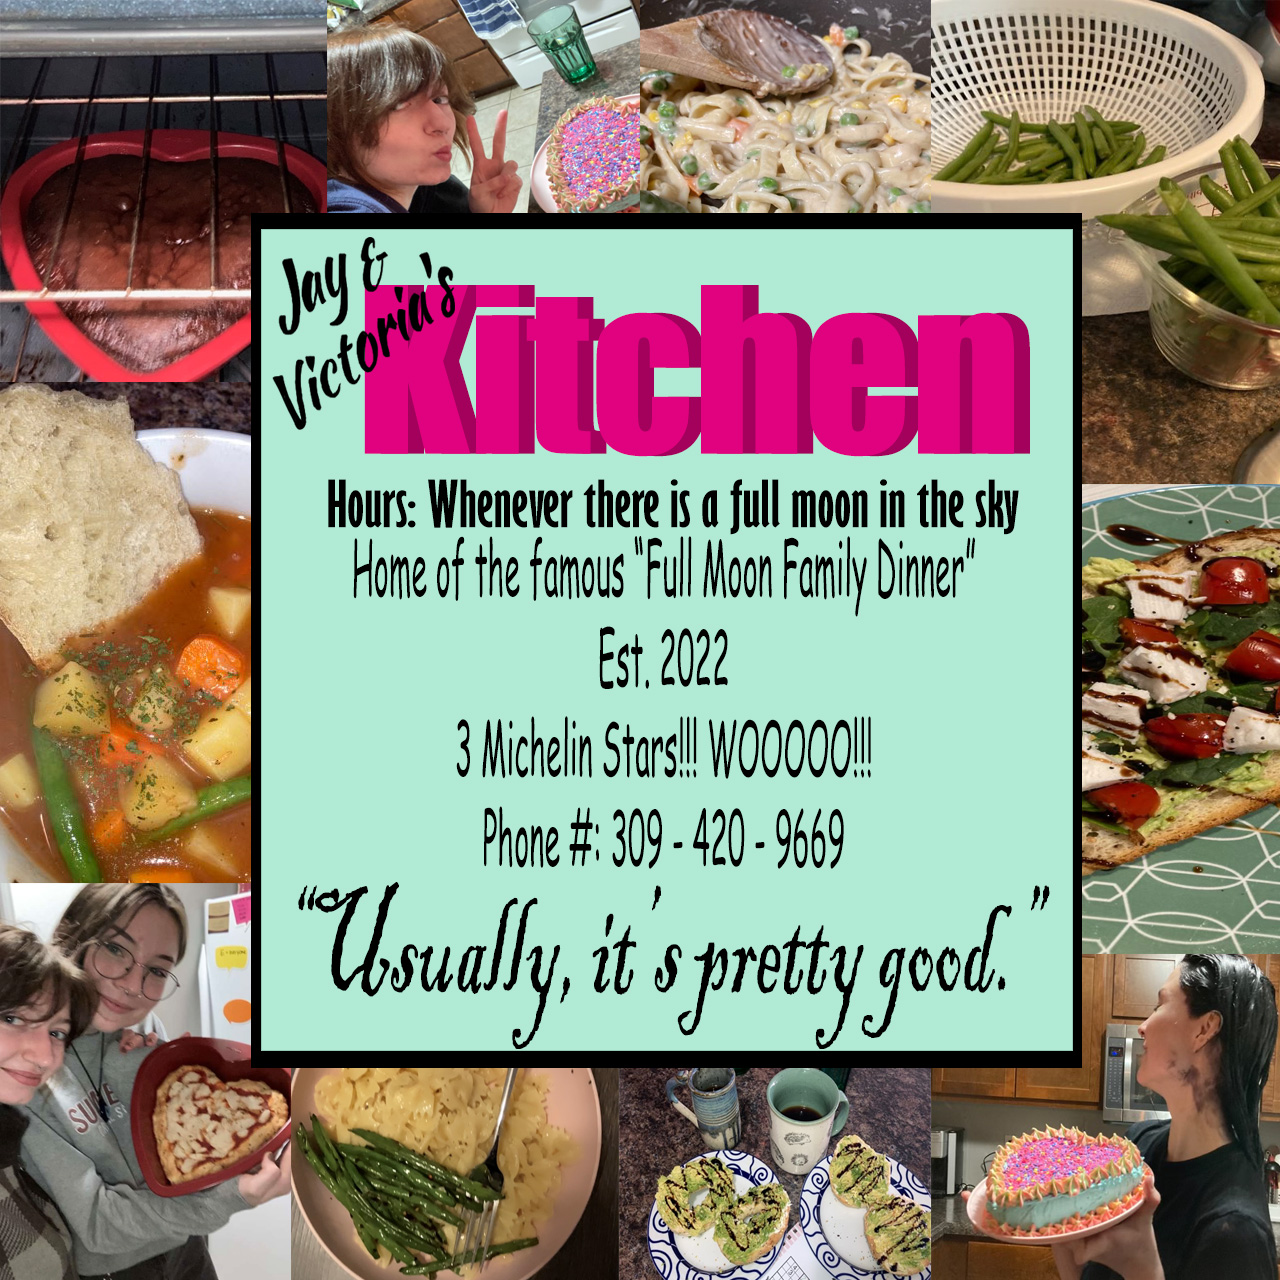 Jay &
Victoria's
Kitchen
Hours: Whenever there is a full moon in the sky
Home of the famous “Full Moon Family Dinner”
Est. 2022
3 Michelin Stars!!! WOOOOO!!!
Phone #: 309 - 420 - 9669
“Usually, it's pretty good.”